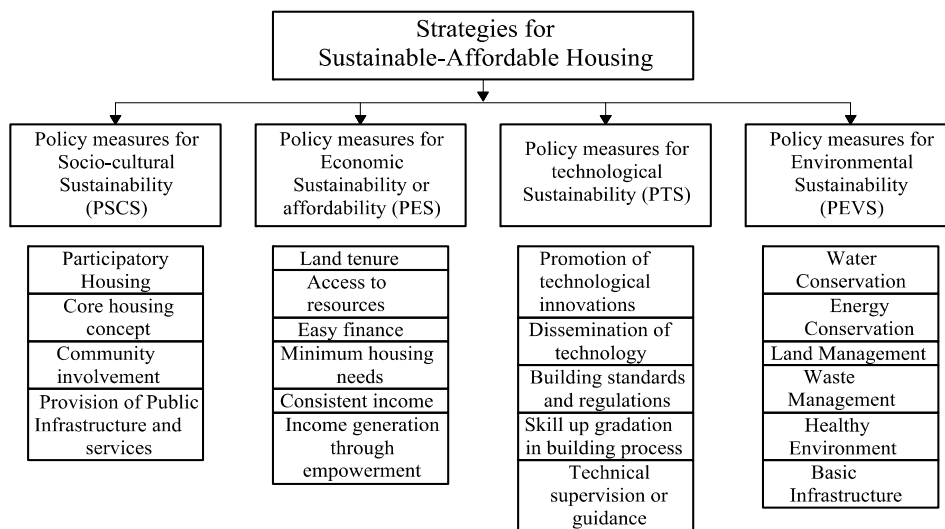 Strategies for
Sustainable-Affordable Housing
Policy measures for
Socio-cultural
Sustainability
(PSCS)
Policy measures for
Economic
Sustainability or
affordability (PES)
Policy measures for
technological
Sustainability (PTS)
Policy measures for
Environmental
Sustainability
(PEVS)
Participatory
Housing
Core housing
concept
Community
involvement
Provision of Public
Infrastructure and
services
Land tenure
Access to
resources
Easy finance
Minimum housing
needs
Consistent income
Income generation
through
empowerment
Promotion of
technological
innovations
Dissemination of
technology
Building standards
and regulations
Skill up gradation
in building process
Technical
supervision or
guidance
Water
Conservation
Energy
Conservation
Land Management
Waste
Management
Healthy
Environment
Basic
Infrastructure